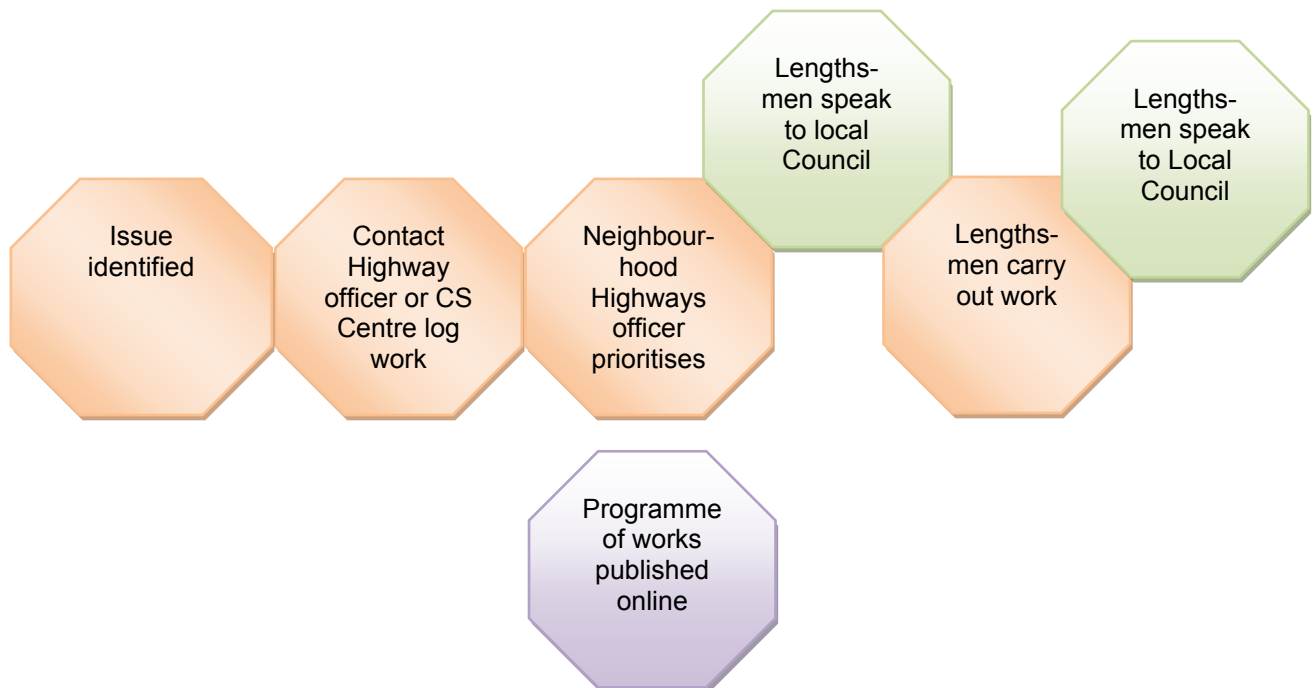 Issue
identified
Contact
Highway
officer or CS
Centre log
work
Neighbour-
hood
Highways
officer
prioritises
Lengths-
men speak
to local
Council
Lengths-
men carry
out work
Lengths-
men speak
to Local
Council
Programme
of works
published
online